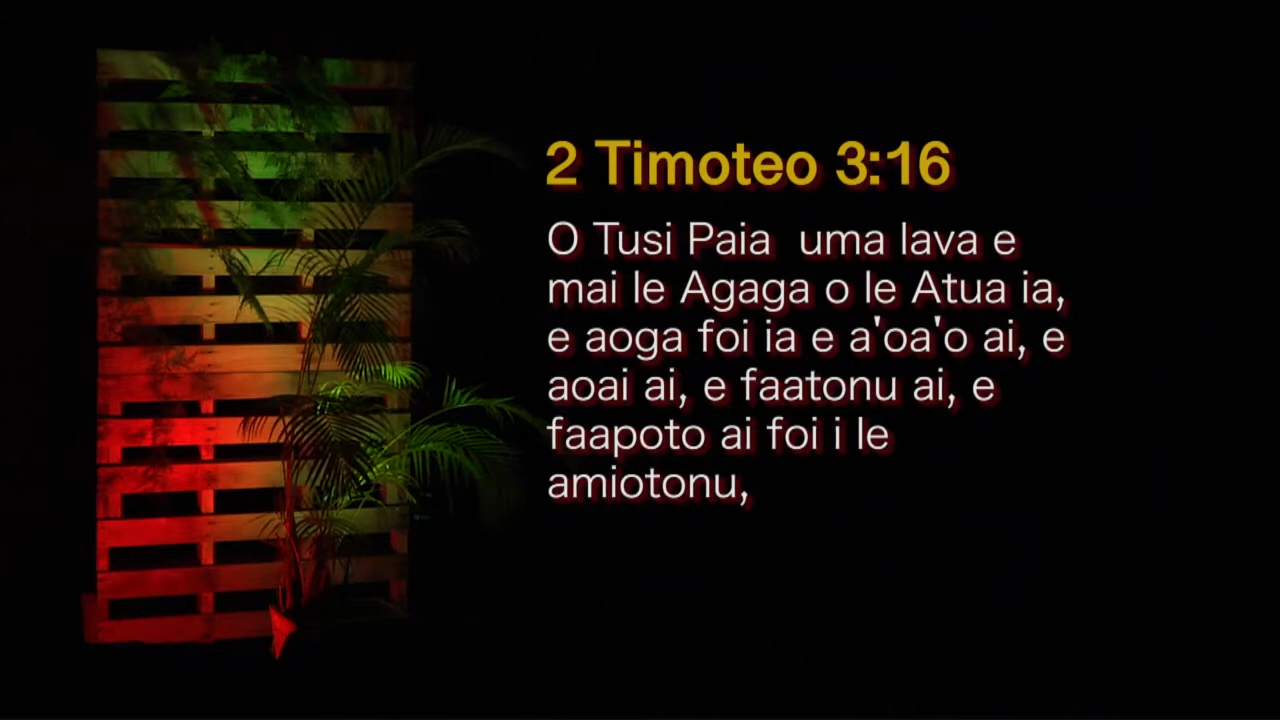 2 Timoteo 3:16
O Tusi Paia  uma lava e
mai le Agaga o le Atua ia,
e aoga foi ia e a'oa'o ai, e
aoai ai, e faatonu ai, e
faapoto ai foi i le
amiotonu,